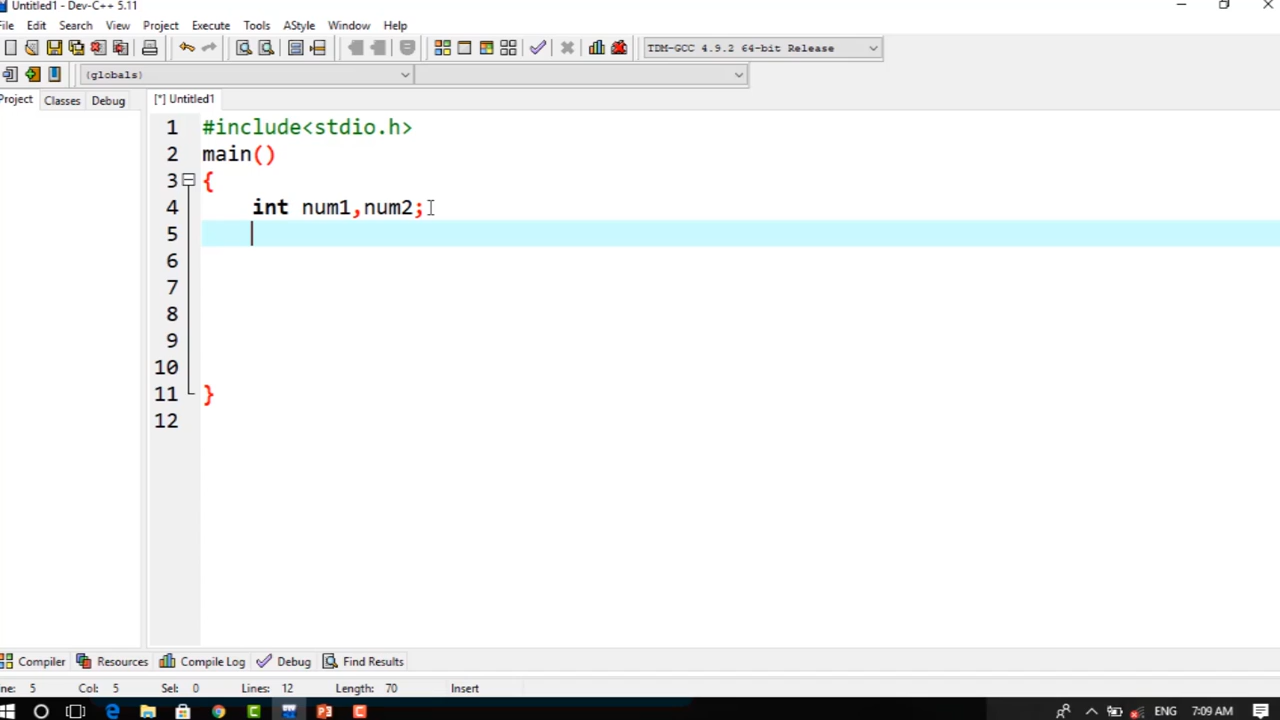 Untitled1 - Dev-C++ 5.11
File Edit Search View Project Execute Tools AStyle Window Help
TDM-GCC 4.9.2 64-bit Release
(globals)
Project Classes Debug [*] Untitled1
1 #include<stdio.h>
2 main()
3 {
4 int num1,num2;
5
6
7
8
9
10
11 }
12
Compiler Resources Compile Log Debug Find Results
ne: 5 Col: 5 Sel: 0 Lines: 12 Length: 70 Insert
ENG 7:09 AM